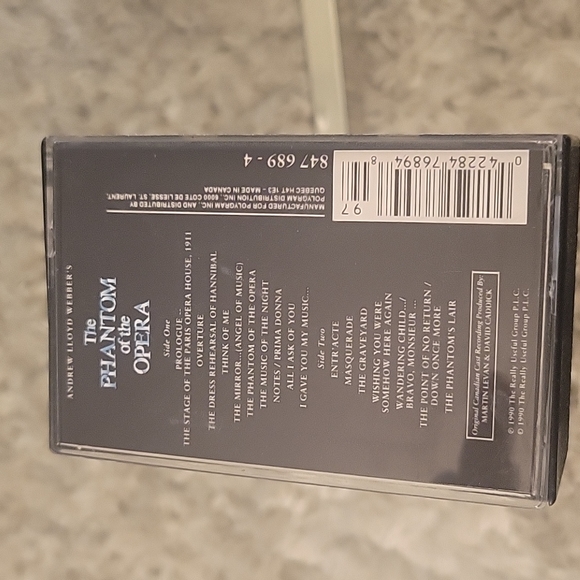 ANDREW LLOYD WEBBER'S
The
PHANTOM
of the
OPERA
Side One
PROLOGUE ...
THE STAGE OF THE PARIS OPERA HOUSE, 1911
OVERTURE
THE DRESS REHEARSAL OF HANNIBAL
THINK OF ME
THE MIRROR... (ANGEL OF MUSIC)
THE PHANTOM OF THE OPERA
THE MUSIC OF THE NIGHT
NOTES / PRIMA DONNA
ALL I ASK OF YOU
I GAVE YOU MY MUSIC...
Side Two
ENTR'ACTE
MASQUERADE
THE GRAVEYARD
WISHING YOU WERE
SOMEHOW HERE AGAIN
WANDERING CHILD.../
BRAVO, MONSIEUR ...
THE POINT OF NO RETURN /
DOWN ONCE MORE
THE PHANTOM'S LAIR
Original Canadian Cast Recording Produced By:
MARTIN LEVAN & DAVID CADDICK
℗ 1990 The Really Useful Group P.L.C.
© 1990 The Really Useful Group P.L.C.
847 689 - 4
MANUFACTURED FOR POLYGRAM INC., AND DISTRIBUTED BY
POLYGRAM DISTRIBUTION INC., 6000 COTE DE LIESSE, ST. LAURENT,
QUEBEC H4T 1E3 - MADE IN CANADA
0 42284 76894 8
97